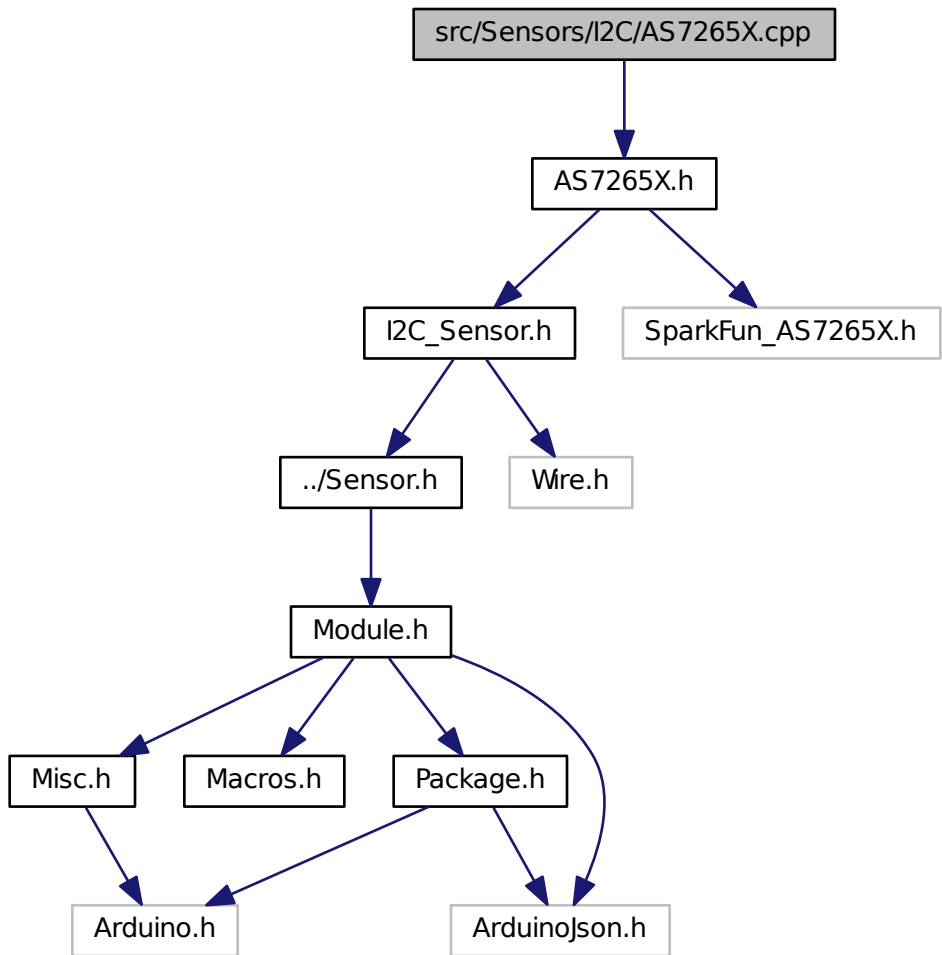 src/Sensors/I2C/AS7265X.cpp
AS7265X.h
I2C_Sensor.h
SparkFun_AS7265X.h
../Sensor.h
Wire.h
Module.h
Misc.h
Macros.h
Package.h
Arduino.h
ArduinoJson.h